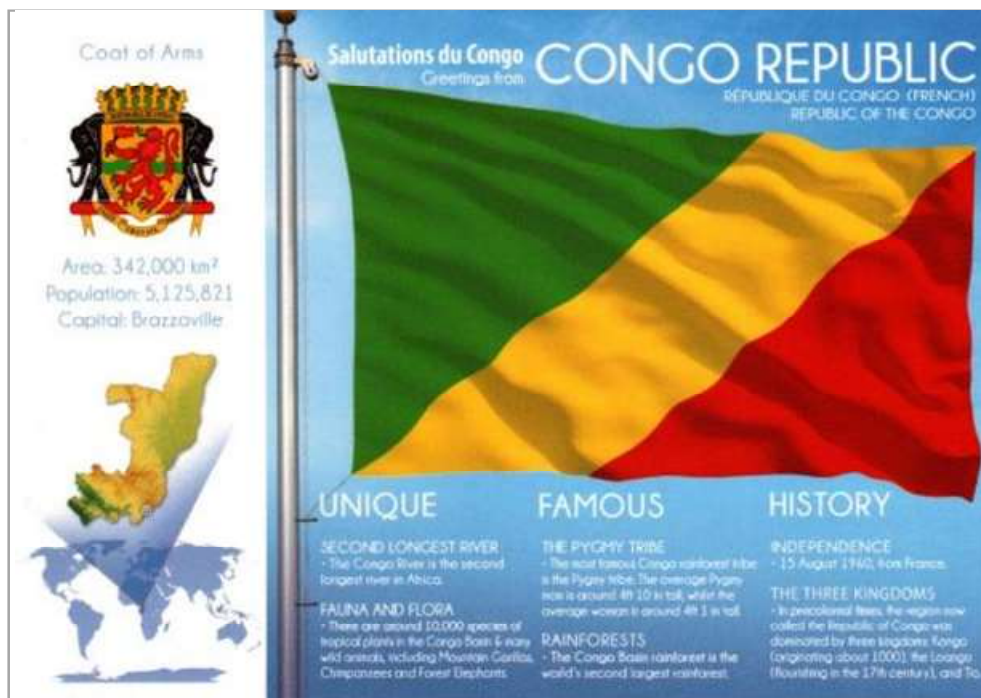 Coat of Arms
Area: 342,000 km²
Population: 5,125,821
Capital: Brazzaville
Salutations du Congo
Greetings from
CONGO REPUBLIC
RÉPUBLIQUE DU CONGO (FRENCH)
REPUBLIC OF THE CONGO
UNIQUE
SECOND LONGEST RIVER
- The Congo River is the second
longest river in Africa.
FAUNA AND FLORA
- There are around 10,000 species of
tropical plants in the Congo Basin & many
wild animals, including Mountain Gorillas,
Chimpanzees and Forest Elephants.
FAMOUS
THE PYGMY TRIBE
- The most famous Congo rainforest tribe
is the Pygmy tribe. The average Pygmy
man is around 4ft 10 in tall, whilst the
average woman is around 4ft 1 in tall.
RAINFORESTS
- The Congo Basin rainforest is the
world's second largest rainforest.
HISTORY
INDEPENDENCE
- 15 August 1960, from France.
THE THREE KINGDOMS
- In precolonial times, the region now
called the Republic of Congo was
dominated by three kingdoms: Kongo
(originating about 1000), the Loango
(flourishing in the 17th century), and Tio.